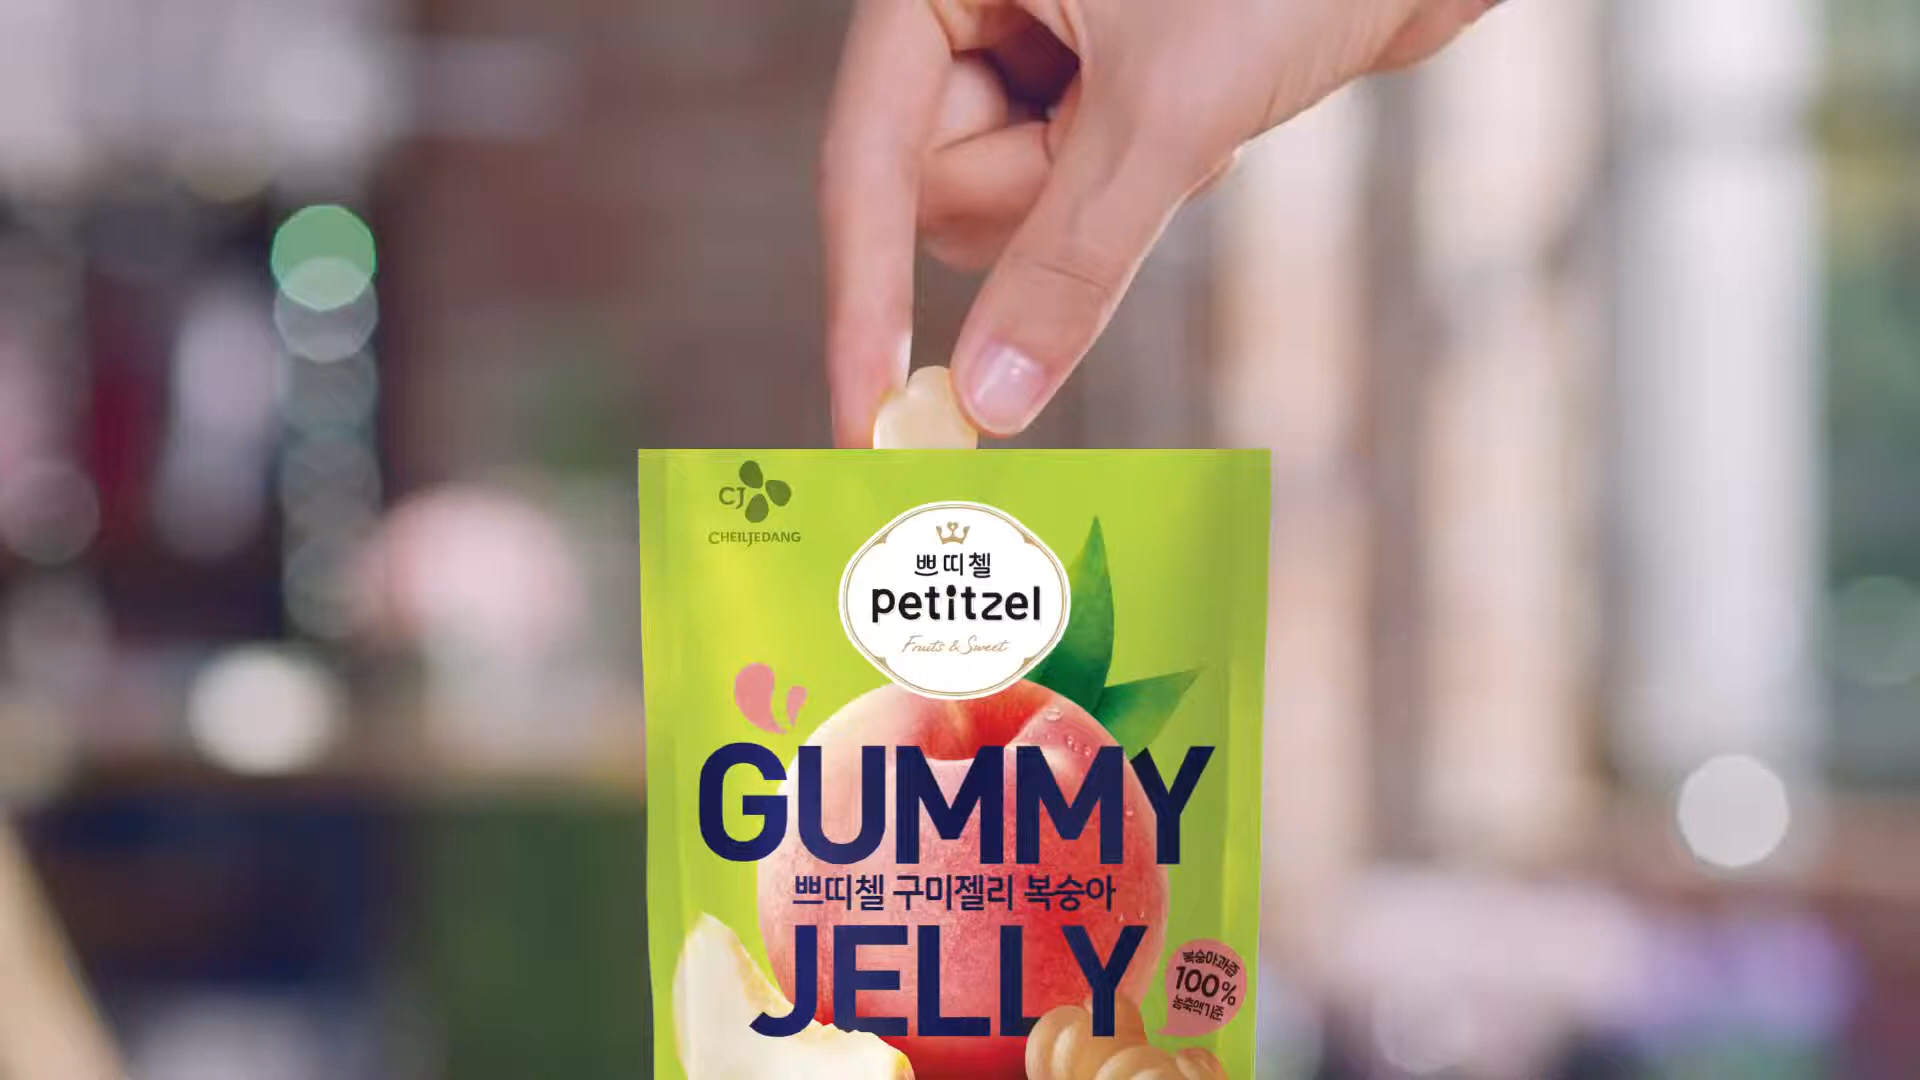 CJ
CHEILJEDANG
쁘띠첼
petitzel
Fruits & Sweet
GUMMY
쁘띠첼 구미젤리 복숭아
JELLY
복숭아과즙
100%
농축액기준